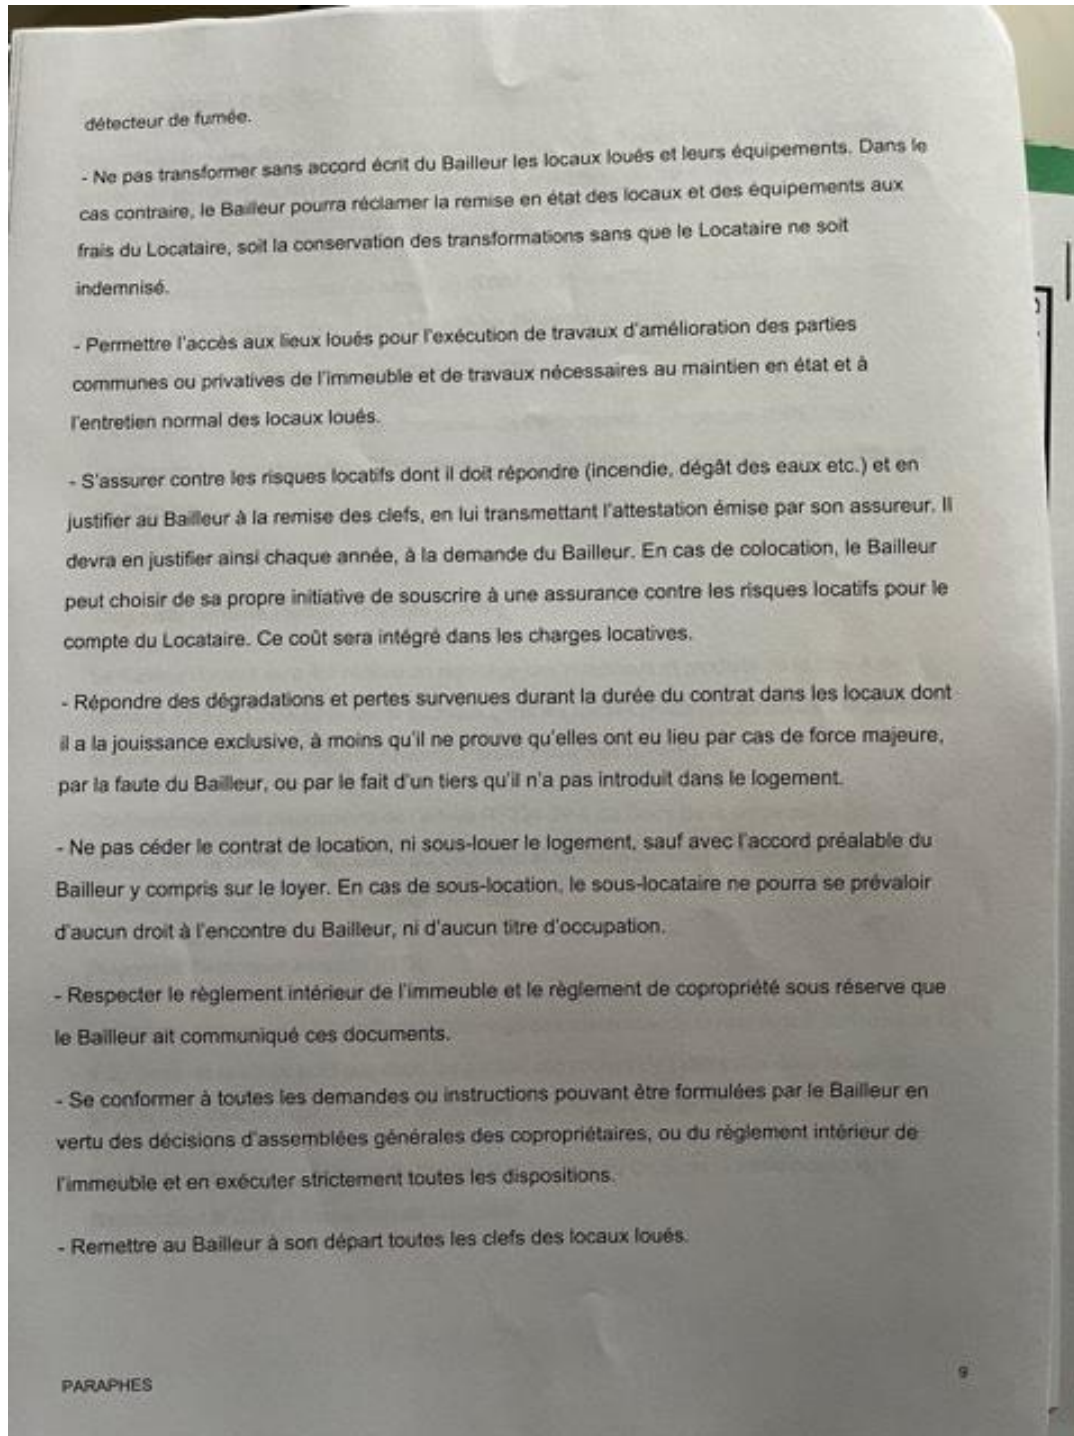 détecteur de fumée.
- Ne pas transformer sans accord écrit du Bailleur les locaux loués et leurs équipements. Dans le
cas contraire, le Bailleur pourra réclamer la remise en état des locaux et des équipements aux
frais du Locataire, soit la conservation des transformations sans que le Locataire ne soit
indemnisé.
- Permettre l'accès aux lieux loués pour l'exécution de travaux d'amélioration des parties
communes ou privatives de l'immeuble et de travaux nécessaires au maintien en état et à
l'entretien normal des locaux loués.
- S'assurer contre les risques locatifs dont il doit répondre (incendie, dégât des eaux etc.) et en
justifier au Bailleur à la remise des clefs, en lui transmettant l'attestation émise par son assureur. Il
devra en justifier ainsi chaque année, à la demande du Bailleur. En cas de colocation, le Bailleur
peut choisir de sa propre initiative de souscrire à une assurance contre les risques locatifs pour le
compte du Locataire. Ce coût sera intégré dans les charges locatives.
- Répondre des dégradations et pertes survenues durant la durée du contrat dans les locaux dont
il a la jouissance exclusive, à moins qu'il ne prouve qu'elles ont eu lieu par cas de force majeure,
par la faute du Bailleur, ou par le fait d'un tiers qu'il n'a pas introduit dans le logement.
- Ne pas céder le contrat de location, ni sous-louer le logement, sauf avec l'accord préalable du
Bailleur y compris sur le loyer. En cas de sous-location, le sous-locataire ne pourra se prévaloir
d'aucun droit à l'encontre du Bailleur, ni d'aucun titre d'occupation.
- Respecter le règlement intérieur de l'immeuble et le règlement de copropriété sous réserve que
le Bailleur ait communiqué ces documents.
- Se conformer à toutes les demandes ou instructions pouvant être formulées par le Bailleur en
vertu des décisions d'assemblées générales des copropriétaires, ou du règlement intérieur de
l'immeuble et en exécuter strictement toutes les dispositions.
- Remettre au Bailleur à son départ toutes les clefs des locaux loués.
PARAPHES
9